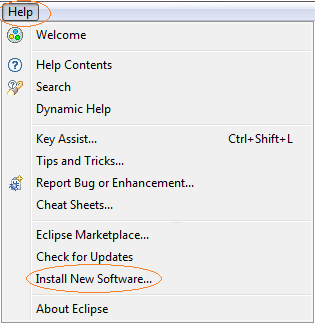 Help
Welcome
Help Contents
Search
Dynamic Help
Key Assist... Ctrl+Shift+L
Tips and Tricks...
Report Bug or Enhancement...
Cheat Sheets...
Eclipse Marketplace...
Check for Updates
Install New Software...
About Eclipse